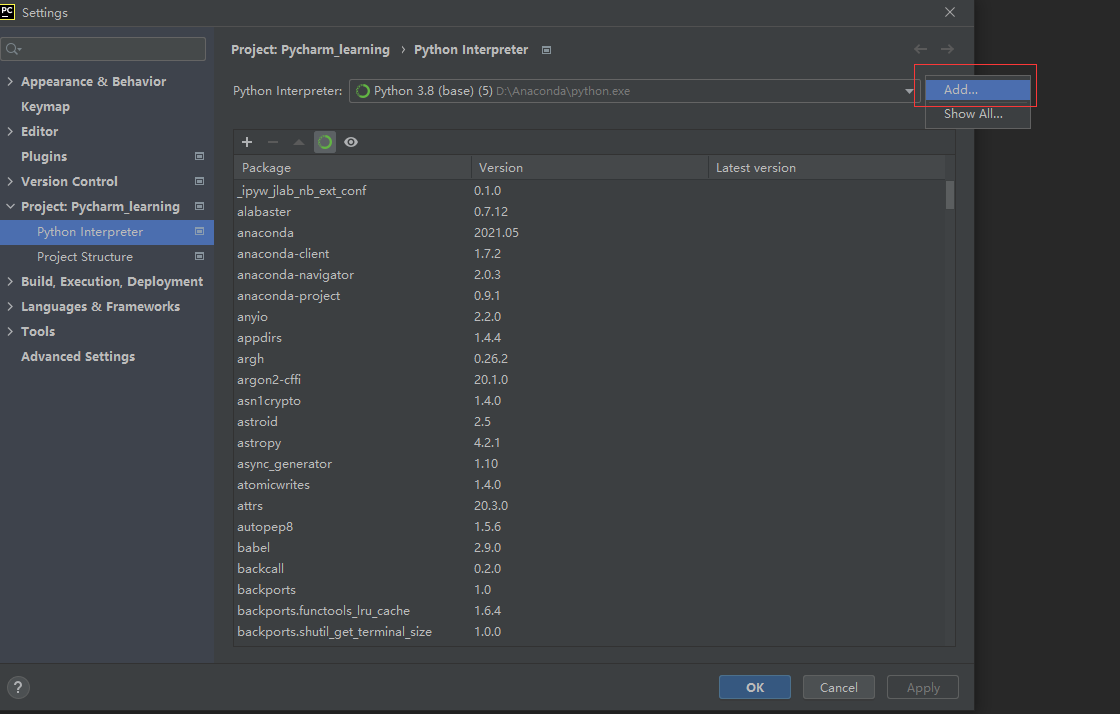 PC Settings
Project: Pycharm_learning › Python Interpreter
Appearance & Behavior
Keymap
Editor
Plugins
Version Control
Project: Pycharm_learning
Python Interpreter
Project Structure
Build, Execution, Deployment
Languages & Frameworks
Tools
Advanced Settings
Python Interpreter: Python 3.8 (base) (5) D:\Anaconda\python.exe
Add...
Show All...
Package Version Latest version
_ipyw_jlab_nb_ext_conf 0.1.0
alabaster 0.7.12
anaconda 2021.05
anaconda-client 1.7.2
anaconda-navigator 2.0.3
anaconda-project 0.9.1
anyio 2.2.0
appdirs 1.4.4
argh 0.26.2
argon2-cffi 20.1.0
asn1crypto 1.4.0
astroid 2.5
astropy 4.2.1
async_generator 1.10
atomicwrites 1.4.0
attrs 20.3.0
autopep8 1.5.6
babel 2.9.0
backcall 0.2.0
backports 1.0
backports.functools_lru_cache 1.6.4
backports.shutil_get_terminal_size 1.0.0
? OK Cancel Apply